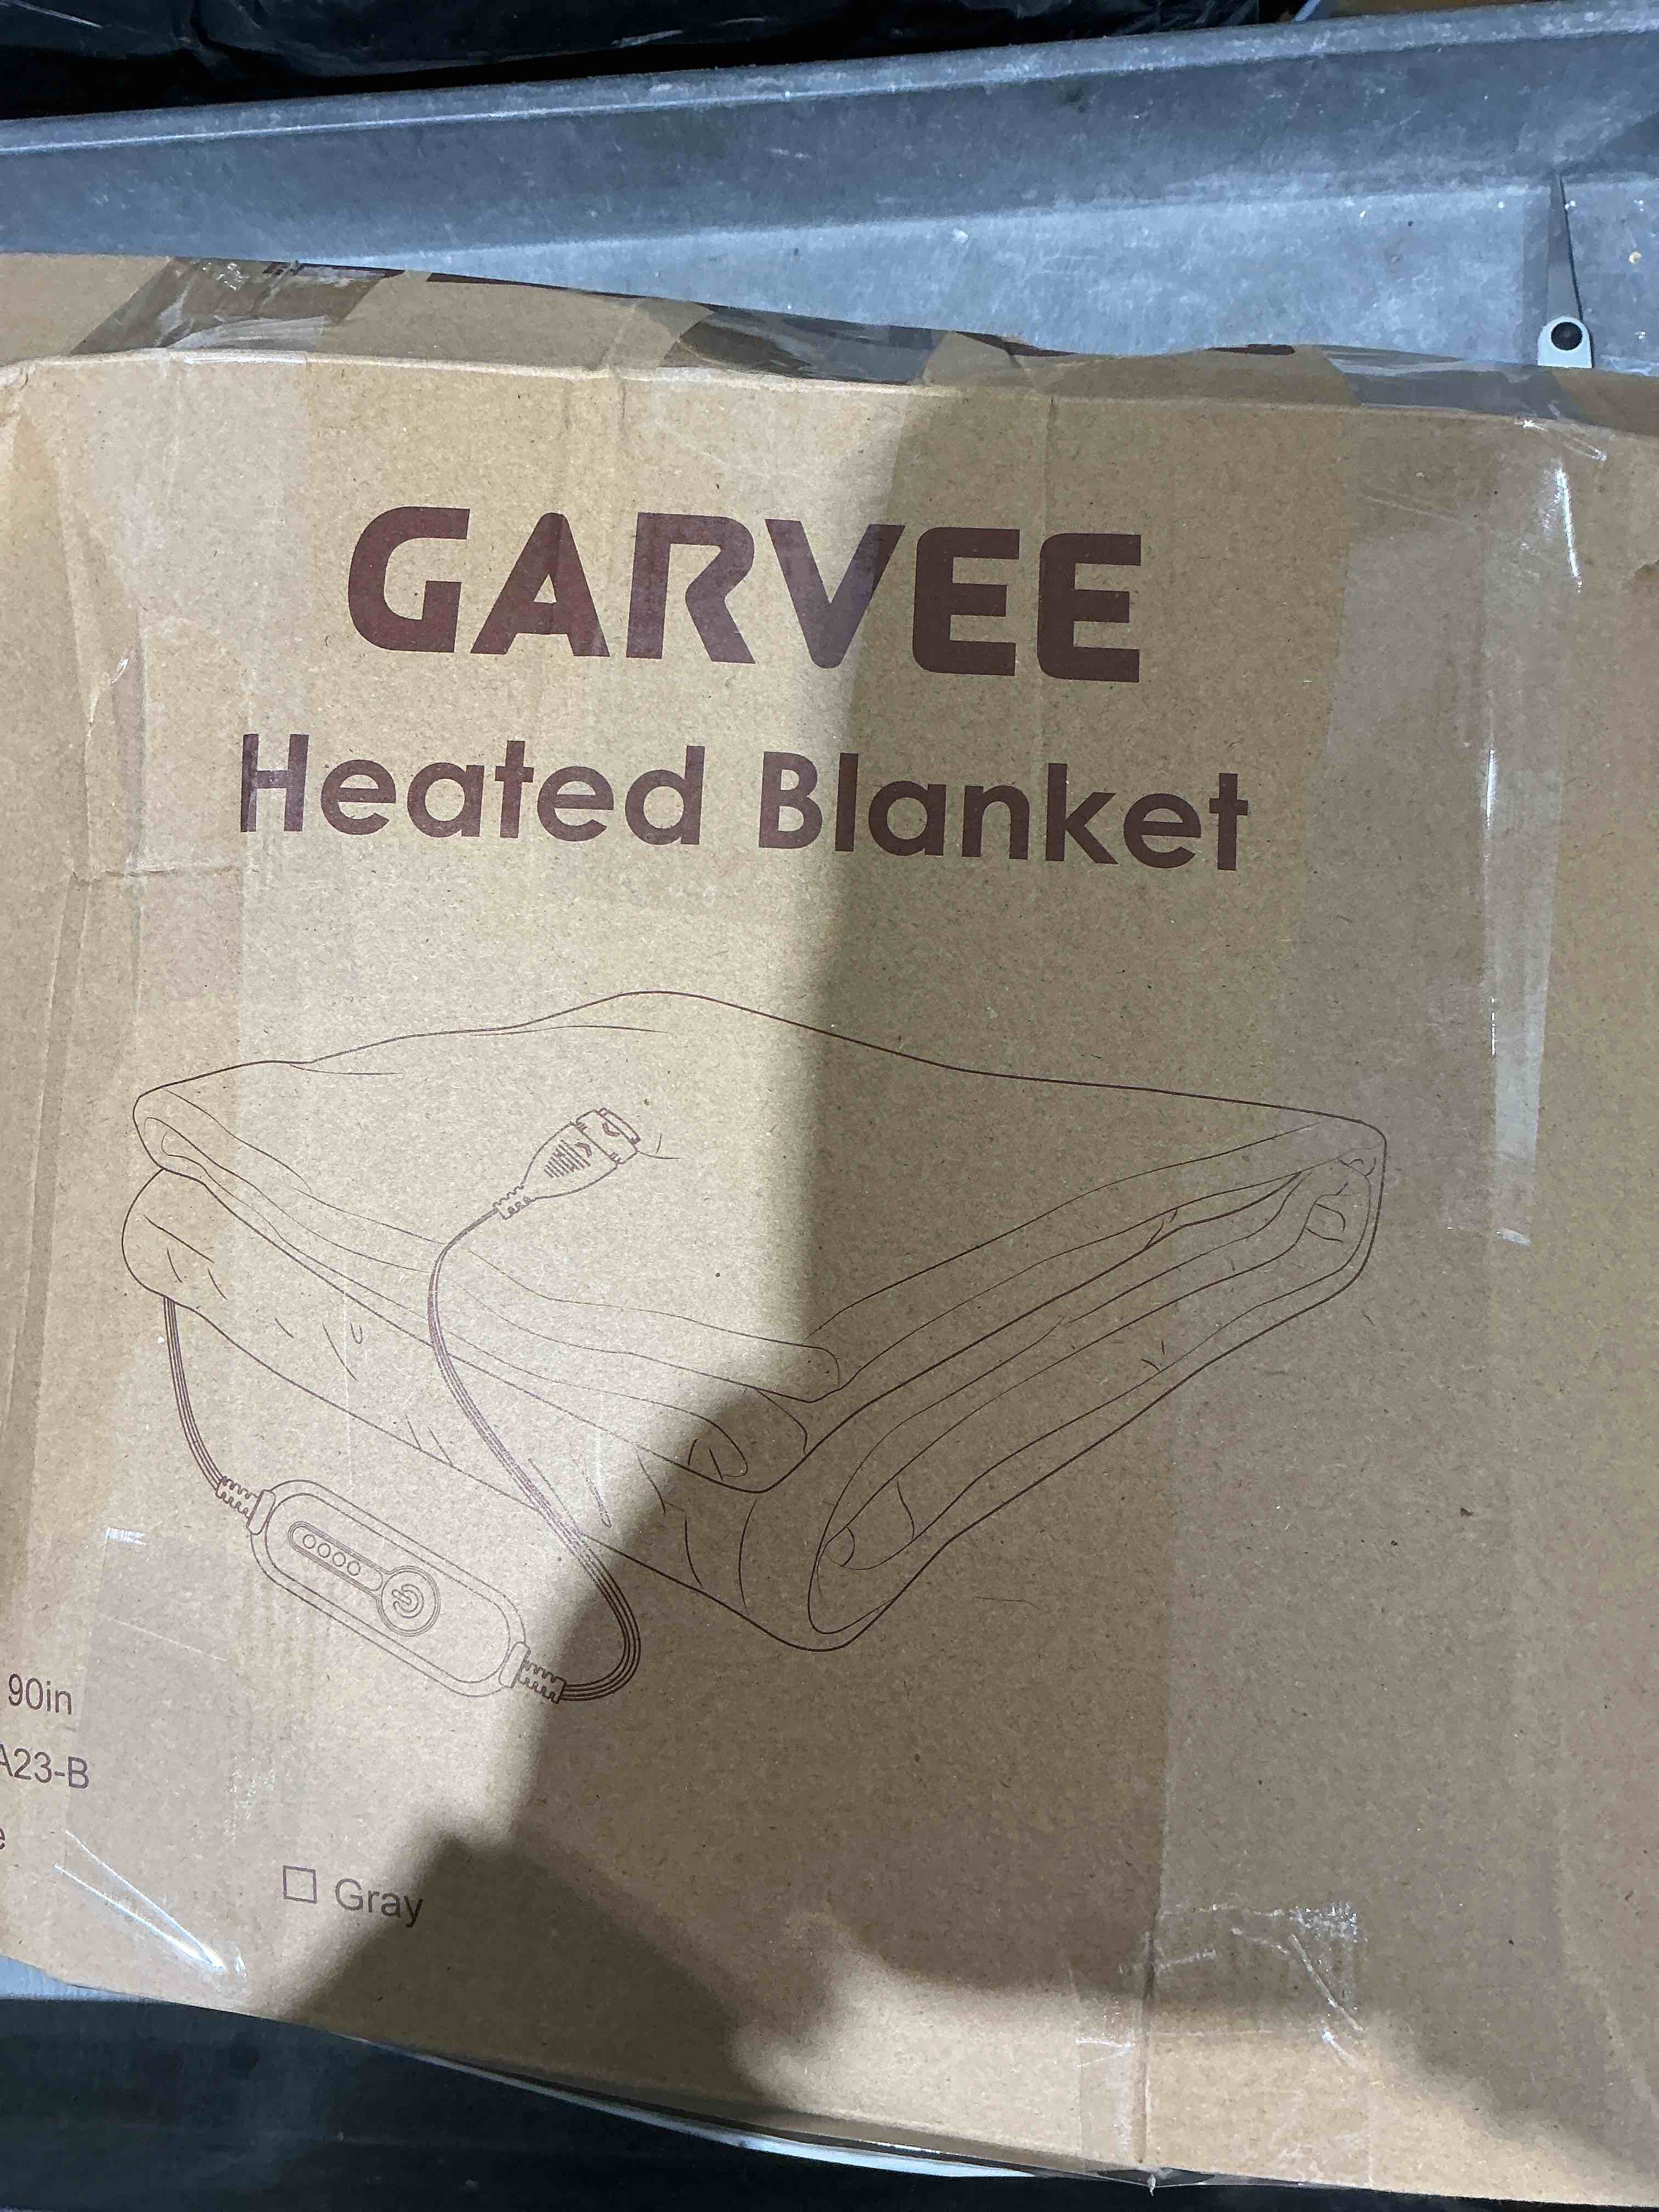 GARVEE
Heated Blanket
90in
A23-B
e
Gray